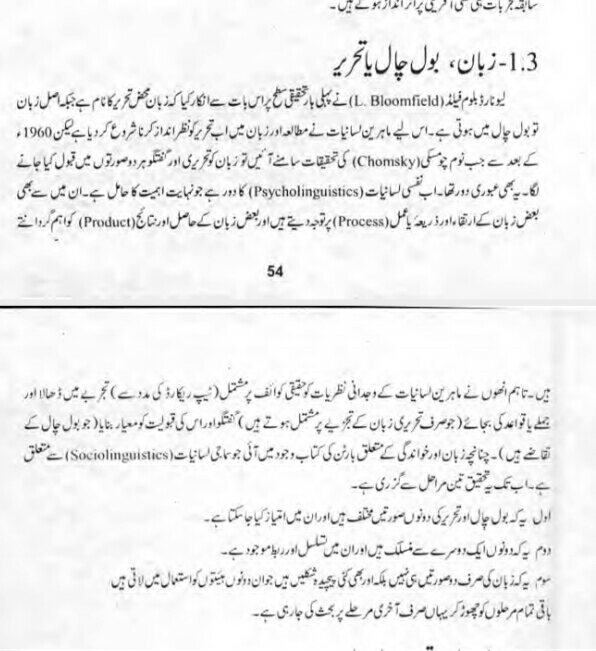 سابقہ تجربات ہی
1.3- زبان، بول چال یا تحریر
لیونارڈ بلوم فیلڈ (L. Bloomfield) نے پہلی بار تحقیقی سطح پر اس بات سے انکار کیا کہ زبان محض تحریر کا نام ہے جبکہ اصل زبان
تو بول چال میں ہوتی ہے۔ اس لیے ماہرین لسانیات نے مطالعہ اور زبان میں اب تحریر کو نظر انداز کرنا شروع کر دیا ہے لیکن 1960ء
کے بعد سے جب نوم چومسکی (Chomsky) کی تحقیقات سامنے آئیں تو زبان کو تحریری اور گفتگو ہر دو صورتوں میں قبول کیا جانے
لگا۔ یہ بھی عبوری دور تھا۔ اب نفسی لسانیات (Psycholinguistics) کا دور ہے جو نہایت اہمیت کا حامل ہے۔ ان میں سے بھی
بعض زبان کے ارتقاء اور ذریعہ یا عمل (Process) پر توجہ دیتے ہیں اور بعض زبان کے حاصل اور نتائج (Product) کو اہم گردانتے
54
ہیں۔ تاہم انھوں نے ماہرین لسانیات کے وجدانی نظریات کو حقیقی کوائف پر مشتمل (ٹیپ ریکارڈ کی مدد سے) تجزیے میں ڈھالا اور
جملے یا قواعد کی بجائے (جو صرف تحریری زبان کے تجزیے پر مشتمل ہوتے ہیں) گفتگو اور اس کی قبولیت کو معیار بنایا (جو بول چال کے
تقاضے ہیں)۔ چنانچہ زبان اور خواندگی کے متعلق بارٹن کی کتاب وجود میں آئی جو سماجی لسانیات (Sociolinguistics) سے متعلق
ہے۔ اب تک یہ تحقیق تین مراحل سے گزری ہے۔
اول یہ کہ بول چال اور تحریر کی دونوں صورتیں مختلف ہیں اور ان میں امتیاز کیا جا سکتا ہے۔
دوم یہ کہ دونوں ایک دوسرے سے منسلک ہیں اور ان میں تسلسل اور ربط موجود ہے۔
سوم یہ کہ زبان کی صرف دو صورتیں ہی نہیں بلکہ اور بھی کئی پیچیدہ شکلیں ہیں جو ان دونوں ہیئتوں کو استعمال میں لاتی ہیں
باقی تمام مرحلوں کو چھوڑ کر یہاں صرف آخری مرحلے پر بحث کی جا رہی ہے۔